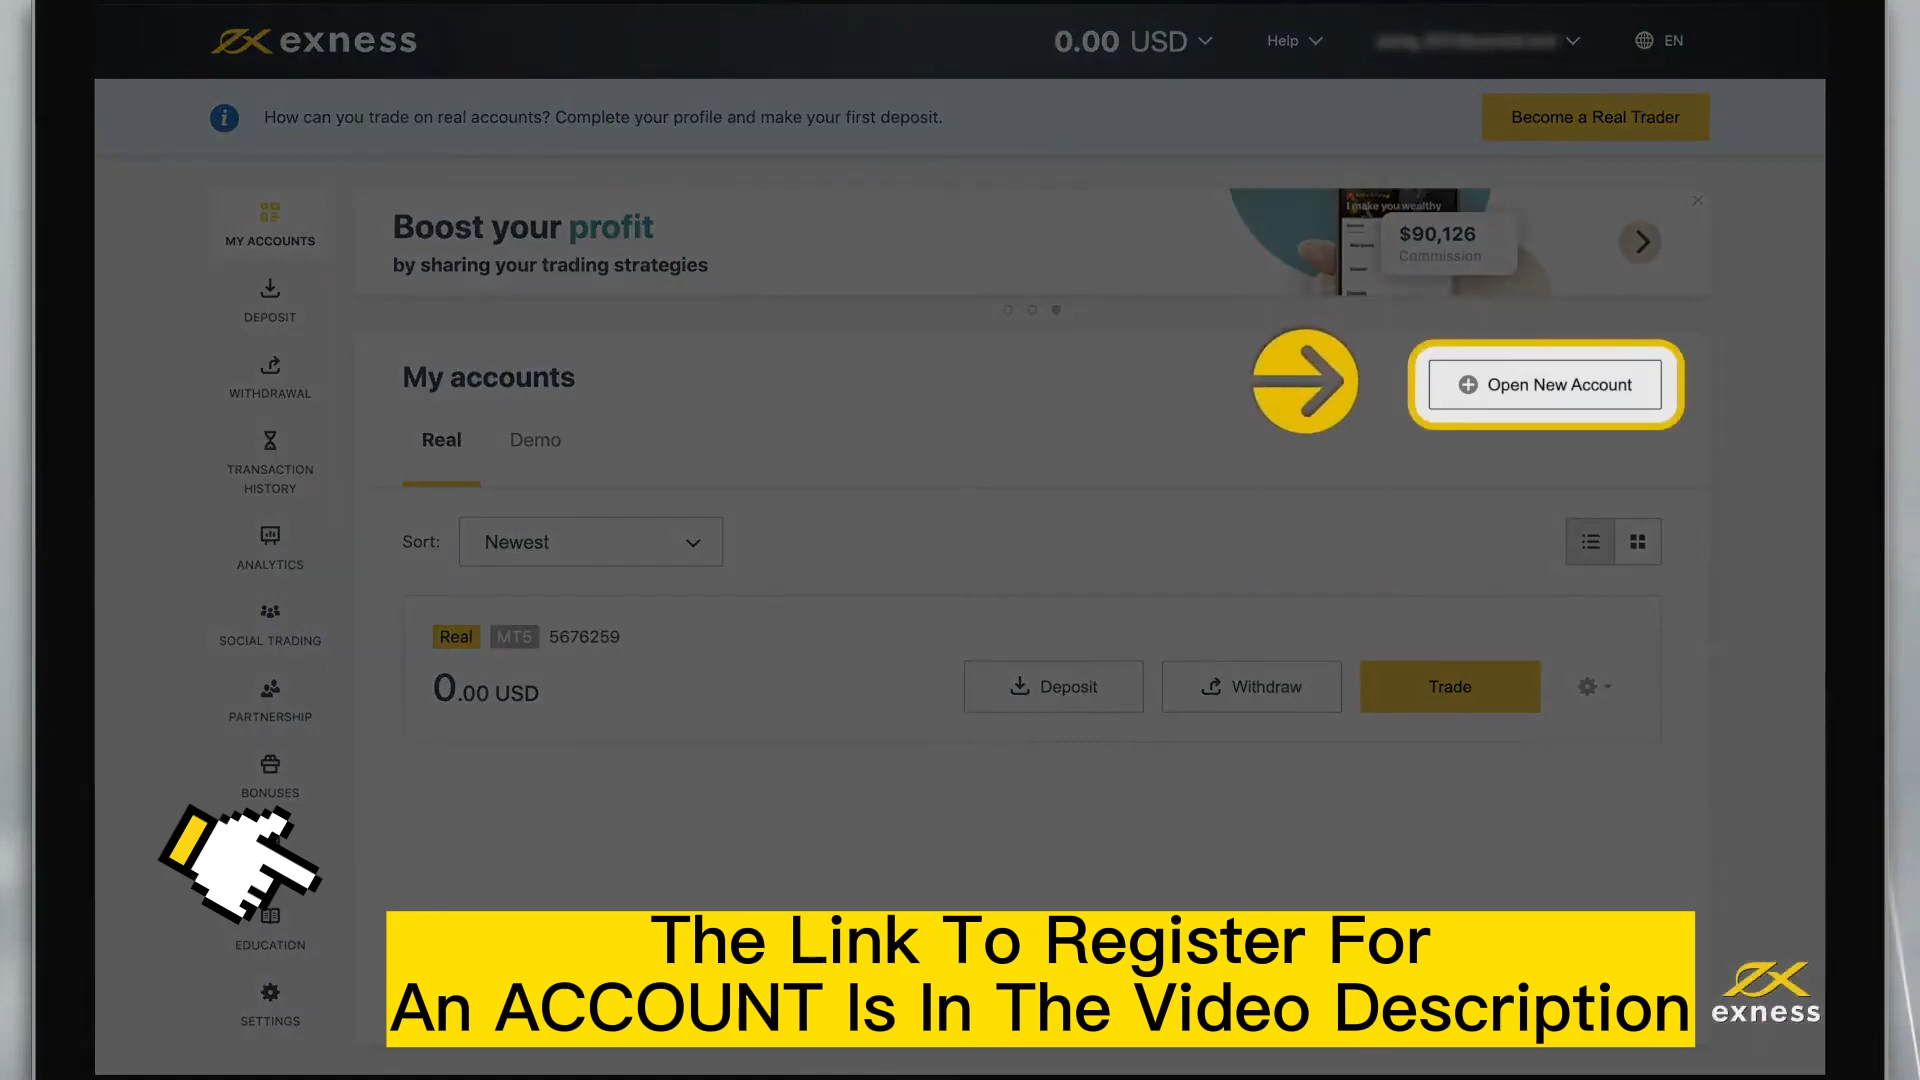 exness
0.00 USD
Help
EN
How can you trade on real accounts? Complete your profile and make your first deposit.
Become a Real Trader
MY ACCOUNTS
Boost your profit
by sharing your trading strategies
I make you wealthy
$90,126
Commission
DEPOSIT
WITHDRAWAL
My accounts
Open New Account
Real
Demo
TRANSACTION
HISTORY
Sort:
Newest
ANALYTICS
SOCIAL TRADING
Real MT5 5676259
0.00 USD
Deposit
Withdraw
Trade
PARTNERSHIP
BONUSES
EDUCATION
SETTINGS
The Link To Register For
An ACCOUNT Is In The Video Description
exness